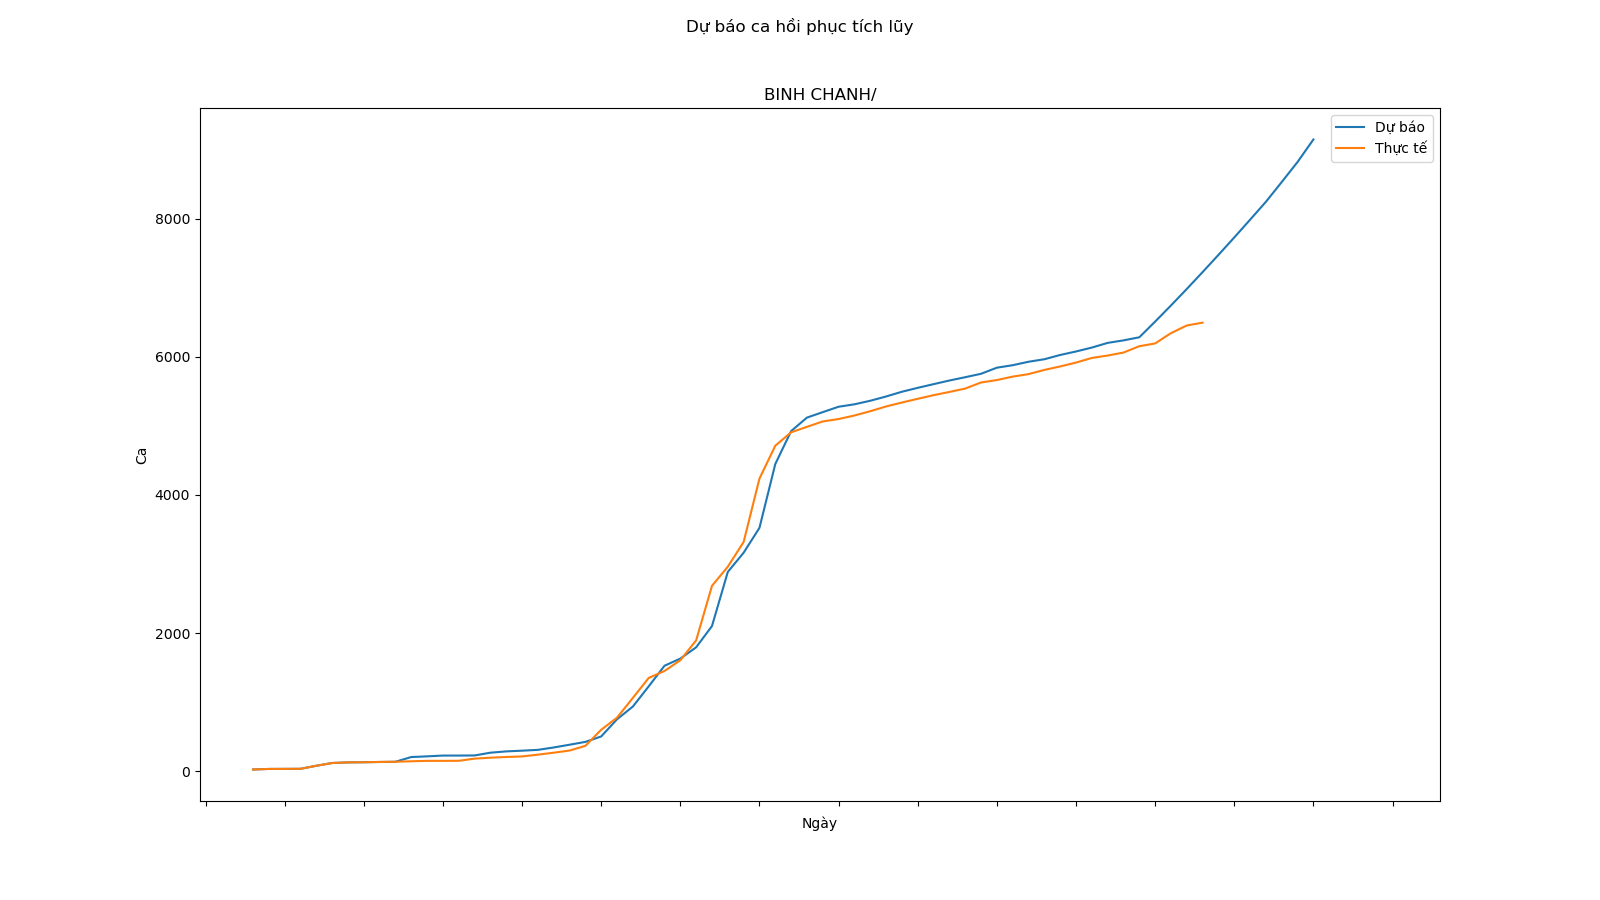 Dự báo ca hồi phục tích lũy
BINH CHANH/
Dự báo
Thực tế
8000
6000
4000
2000
0
Ca
Ngày